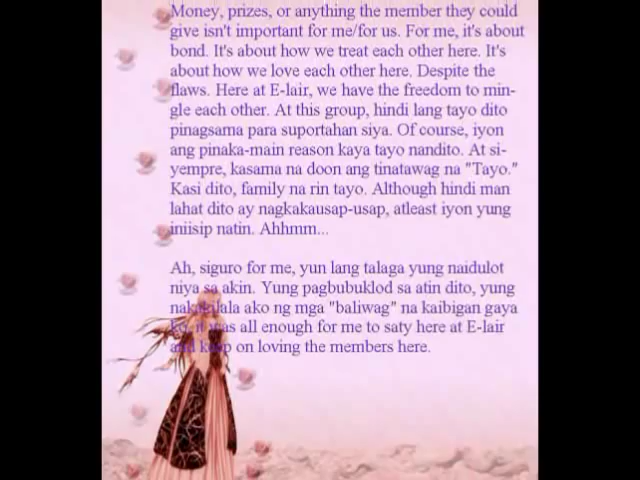 Money, prizes, or anything the member they could
give isn't important for me/for us. For me, it's about
bond. It's about how we treat each other here. It's
about how we love each other here. Despite the
flaws. Here at E-lair, we have the freedom to min-
gle each other. At this group, hindi lang tayo dito
pinagsama para suportahan siya. Of course, iyon
ang pinaka-main reason kaya tayo nandito. At si-
yempre, kasama na doon ang tinatawag na "Tayo."
Kasi dito, family na rin tayo. Although hindi man
lahat dito ay nagkakausap-usap, atleast iyon yung
iniisip natin. Ahhmm...
Ah, siguro for me, yun lang talaga yung naidulot
niya sa akin. Yung pagbubuklod sa atin dito, yung
nakakilala ako ng mga "baliwag" na kaibigan gaya
ko, it was all enough for me to saty here at E-lair
and keep on loving the members here.